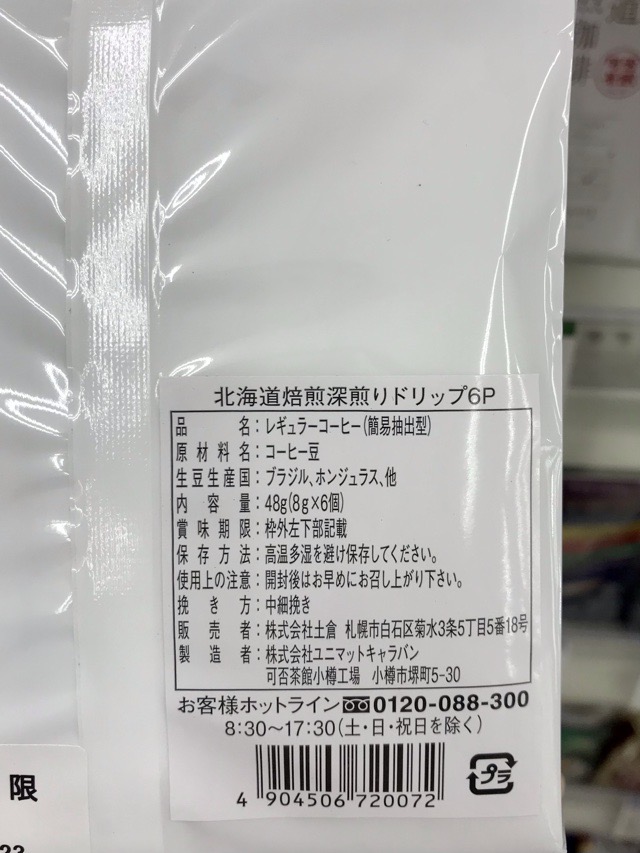 北海道焙煎深煎りドリップ6P
品名：レギュラーコーヒー(簡易抽出型)
原材料名：コーヒー豆
生豆生産国：ブラジル、ホンジュラス、他
内容量：48g(8g×6個)
賞味期限：枠外左下部記載
保存方法：高温多湿を避け保存してください。
使用上の注意：開封後はお早めにお召し上がり下さい。
挽き方：中細挽き
販売者：株式会社土倉 札幌市白石区菊水3条5丁目5番18号
製造者：株式会社ユニマットキャラバン
可否茶館小樽工場 小樽市堺町5-30
お客様ホットライン 0120-088-300
8:30～17:30(土・日・祝日を除く)
4 904506 720072
プラ
限
23
道
珈
琲